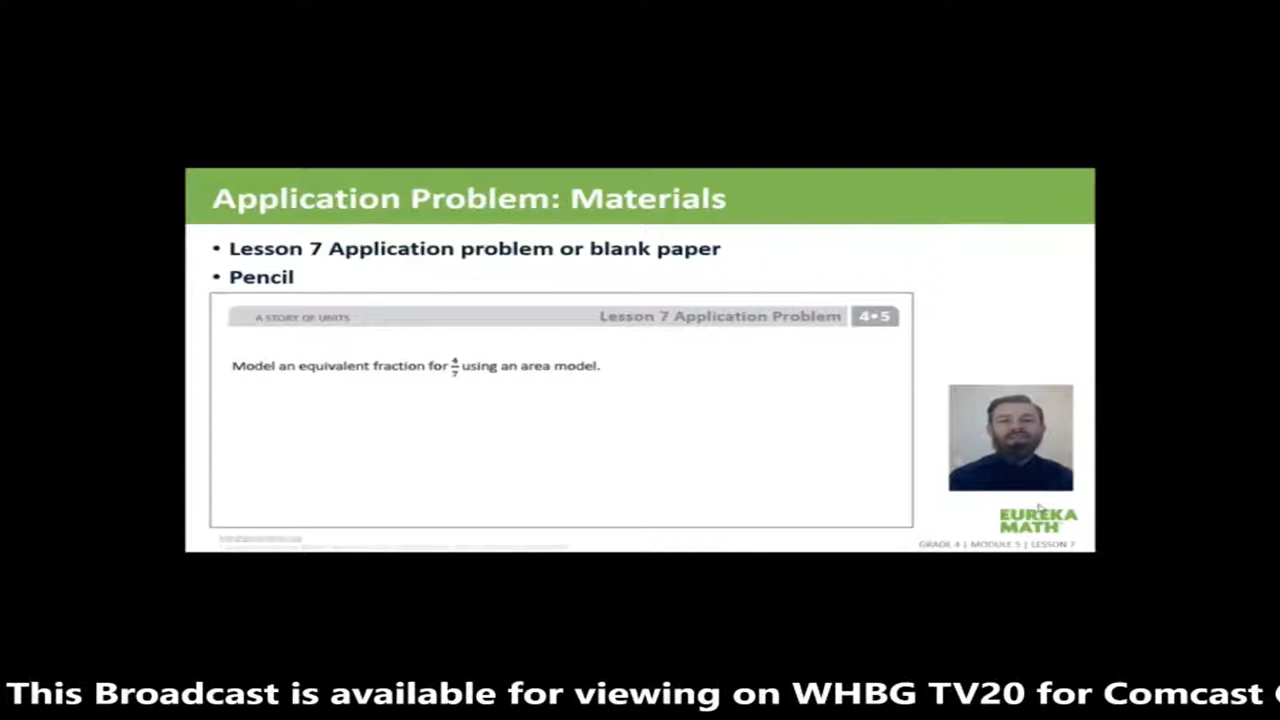 Application Problem: Materials
• Lesson 7 Application problem or blank paper
• Pencil
A STORY OF UNITS
Lesson 7 Application Problem 4•5
Model an equivalent fraction for 4/7 using an area model.
EUREKA
MATH
GRADE 4 | MODULE 5 | LESSON 7
This Broadcast is available for viewing on WHBG TV20 for Comcast